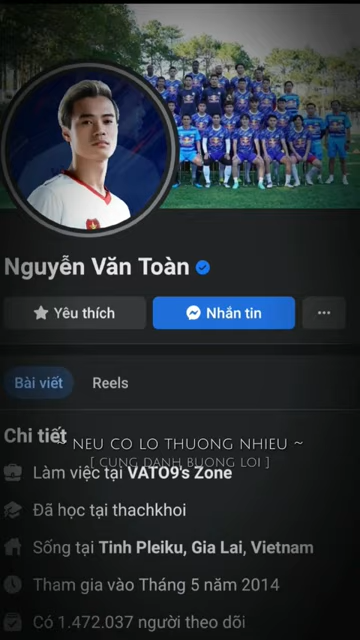 Nguyễn Văn Toàn
Yêu thích
Nhắn tin
Bài viết
Reels
Chi tiết
~ NEU CO LO THUONG NHIEU ~
[ CUNG DANH BUONG LOI ]
Làm việc tại VATO9's Zone
Đã học tại thachkhoi
Sống tại Tinh Pleiku, Gia Lai, Vietnam
Tham gia vào Tháng 5 năm 2014
Có 1.472.037 người theo dõi